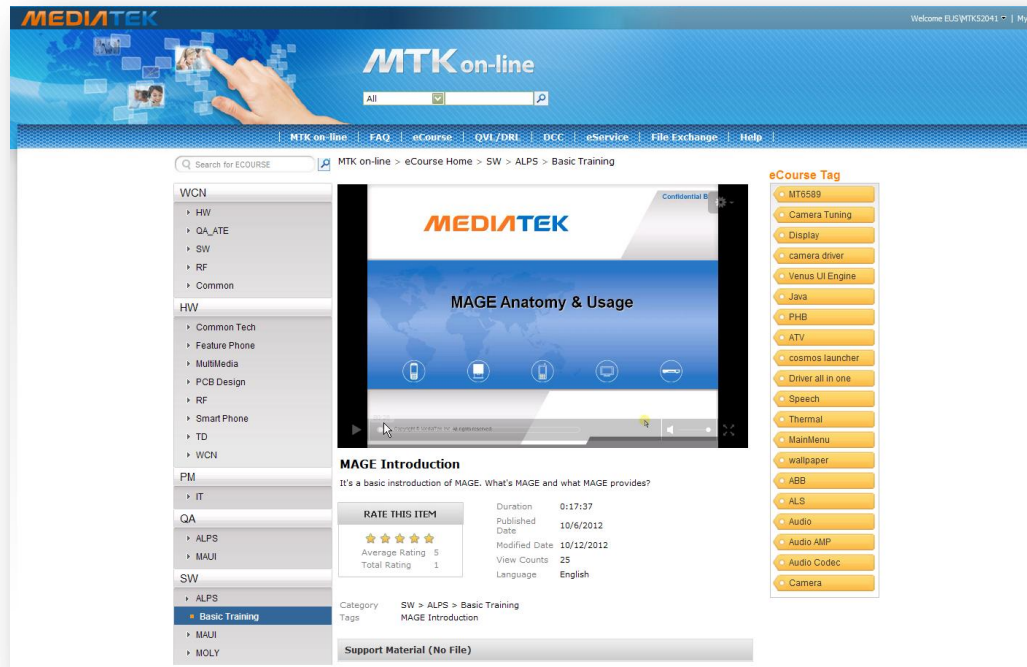 MEDIATEK
Welcome EUS\MTK52041 | My
MTK on-line
All
| MTK on-line | FAQ | eCourse | QVL/DRL | DCC | eService | File Exchange | Help |
Search for ECOURSE
MTK on-line > eCourse Home > SW > ALPS > Basic Training
WCN
HW
QA_ATE
SW
RF
Common
HW
Common Tech
Feature Phone
MultiMedia
PCB Design
RF
Smart Phone
TD
WCN
PM
IT
QA
ALPS
MAUI
SW
ALPS
Basic Training
MAUI
MOLY
Confidential B
MEDIATEK
MAGE Anatomy & Usage
MAGE Introduction
It's a basic instroduction of MAGE. What's MAGE and what MAGE provides?
RATE THIS ITEM
Average Rating 5
Total Rating 1
Duration 0:17:37
Published Date 10/6/2012
Modified Date 10/12/2012
View Counts 25
Language English
Category SW > ALPS > Basic Training
Tags MAGE Introduction
Support Material (No File)
eCourse Tag
MT6589
Camera Tuning
Display
camera driver
Venus UI Engine
Java
PHB
ATV
cosmos launcher
Driver all in one
Speech
Thermal
MainMenu
wallpaper
ABB
ALS
Audio
Audio AMP
Audio Codec
Camera